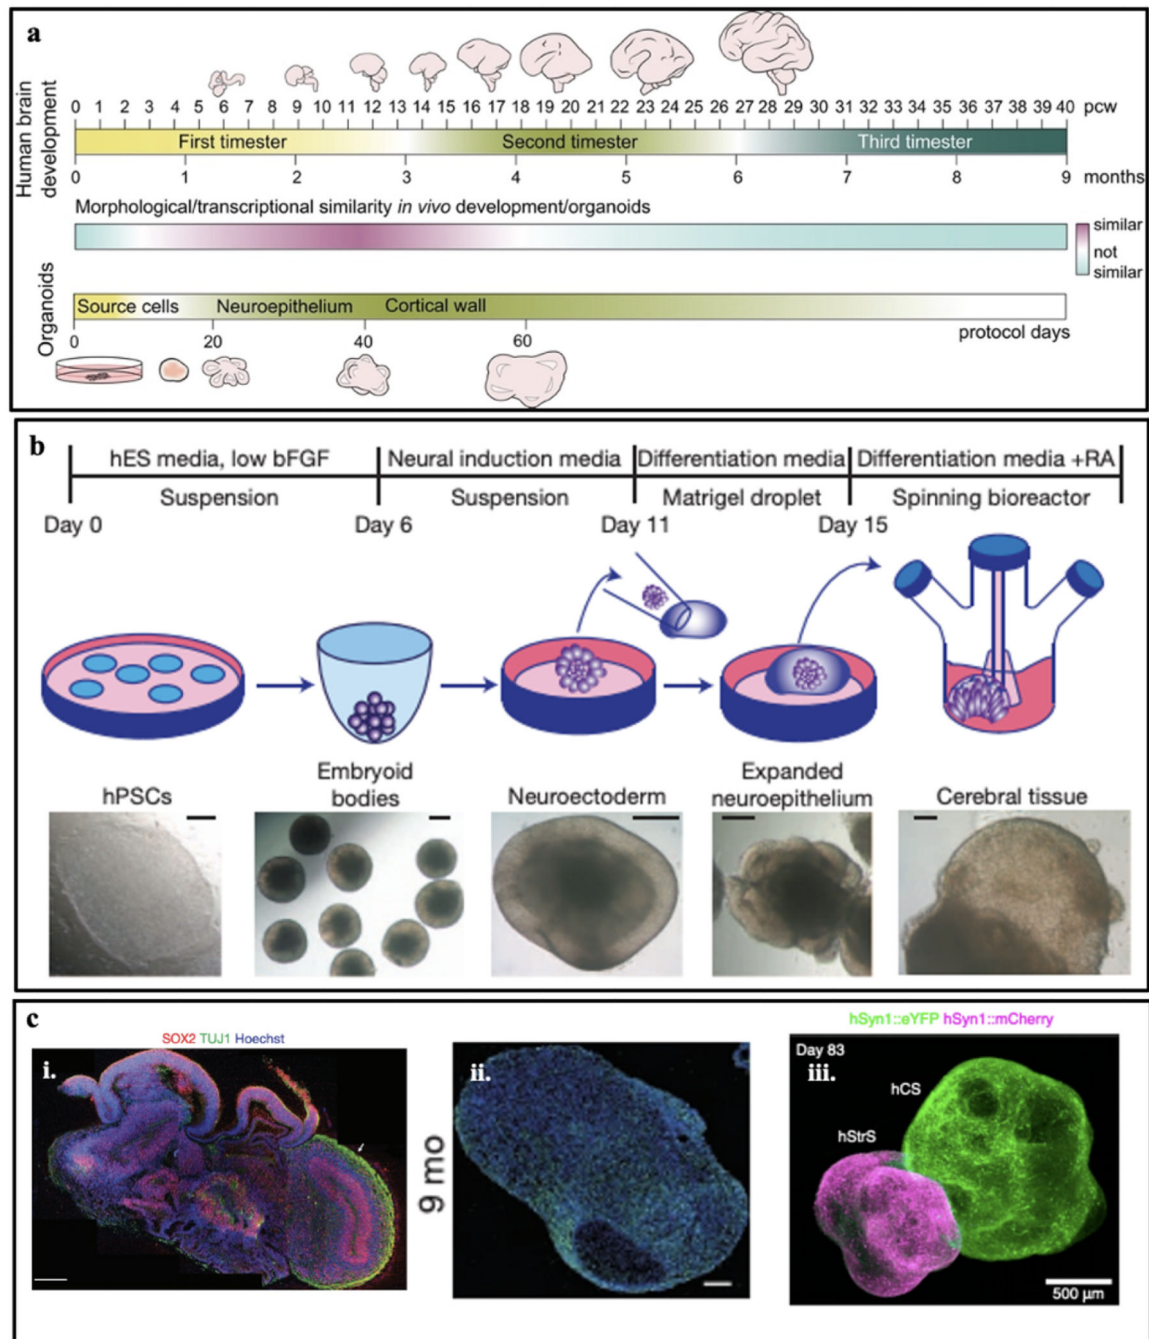 a
Human brain
development
0 1 2 3 4 5 6 7 8 9 10 11 12 13 14 15 16 17 18 19 20 21 22 23 24 25 26 27 28 29 30 31 32 33 34 35 36 37 38 39 40 pcw
First timester Second timester Third timester
0 1 2 3 4 5 6 7 8 9 months
Morphological/transcriptional similarity in vivo development/organoids
similar
not
similar
Organoids
Source cells Neuroepithelium Cortical wall
0 20 40 60 protocol days
b
hES media, low bFGF Neural induction media Differentiation media Differentiation media +RA
Suspension Suspension Matrigel droplet Spinning bioreactor
Day 0 Day 6 Day 11 Day 15
hPSCs
Embryoid
bodies
Neuroectoderm
Expanded
neuroepithelium
Cerebral tissue
c
SOX2 TUJ1 Hoechst
i.
9 mo
ii.
hSyn1::eYFP hSyn1::mCherry
Day 83
iii.
hCS
hStrS
500 µm